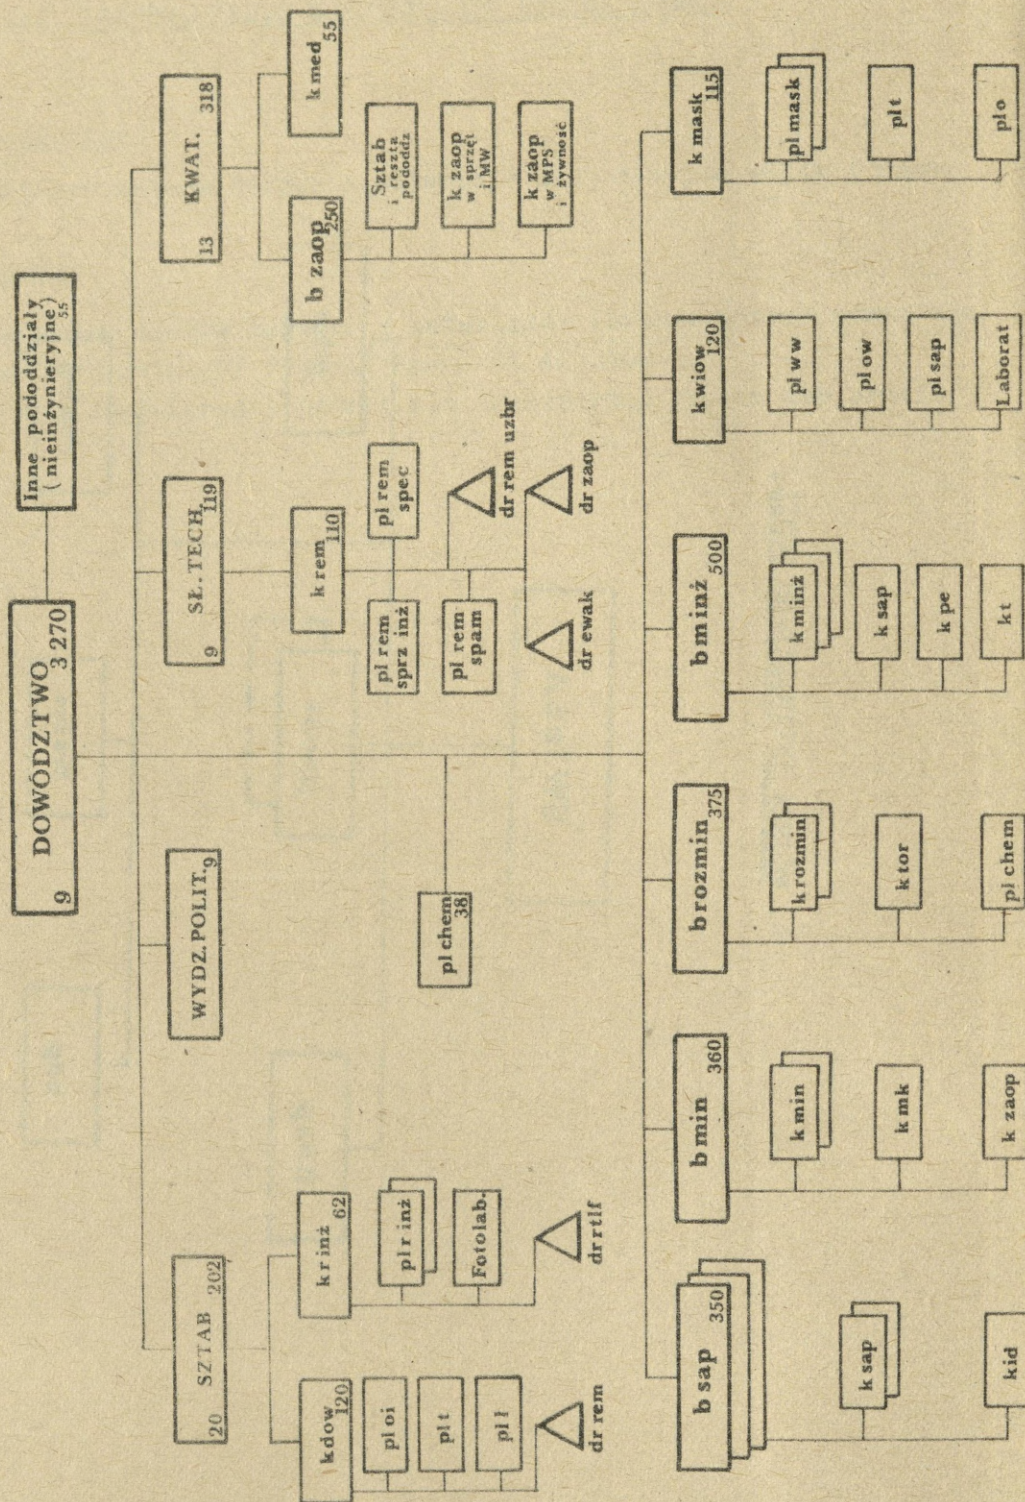 DOWÓDZTWO
9
3 270
Inne pododdziały
(nieinżynieryjne)
55
SZTAB
20
202
WYDZ.POLIT.
9
SŁ.TECH.
9
119
KWAT.
13
318
k dow
120
pl oi
pl t
pl ł
dr rem
k r inż
62
pl r inż
Fotolab.
dr rtlf
pl chem
38
k rem
110
pl rem
sprz inż
pl rem
spec
pl rem
spam
dr rem uzbr
dr ewak
dr zaop
b zaop
250
Sztab
i reszta
pododdz
k zaop
w sprzęt
i MW
k zaop
w MPS
i żywność
k med
55
b sap
350
k sap
kid
b min
360
k min
k mk
k zaop
b rozmin
375
k rozmin
k tor
pl chem
b m inż
500
k m inż
k sap
k pe
k t
k wiow
120
pl ww
pl ow
pl sap
Laborat
k mask
115
pl mask
plt
plo